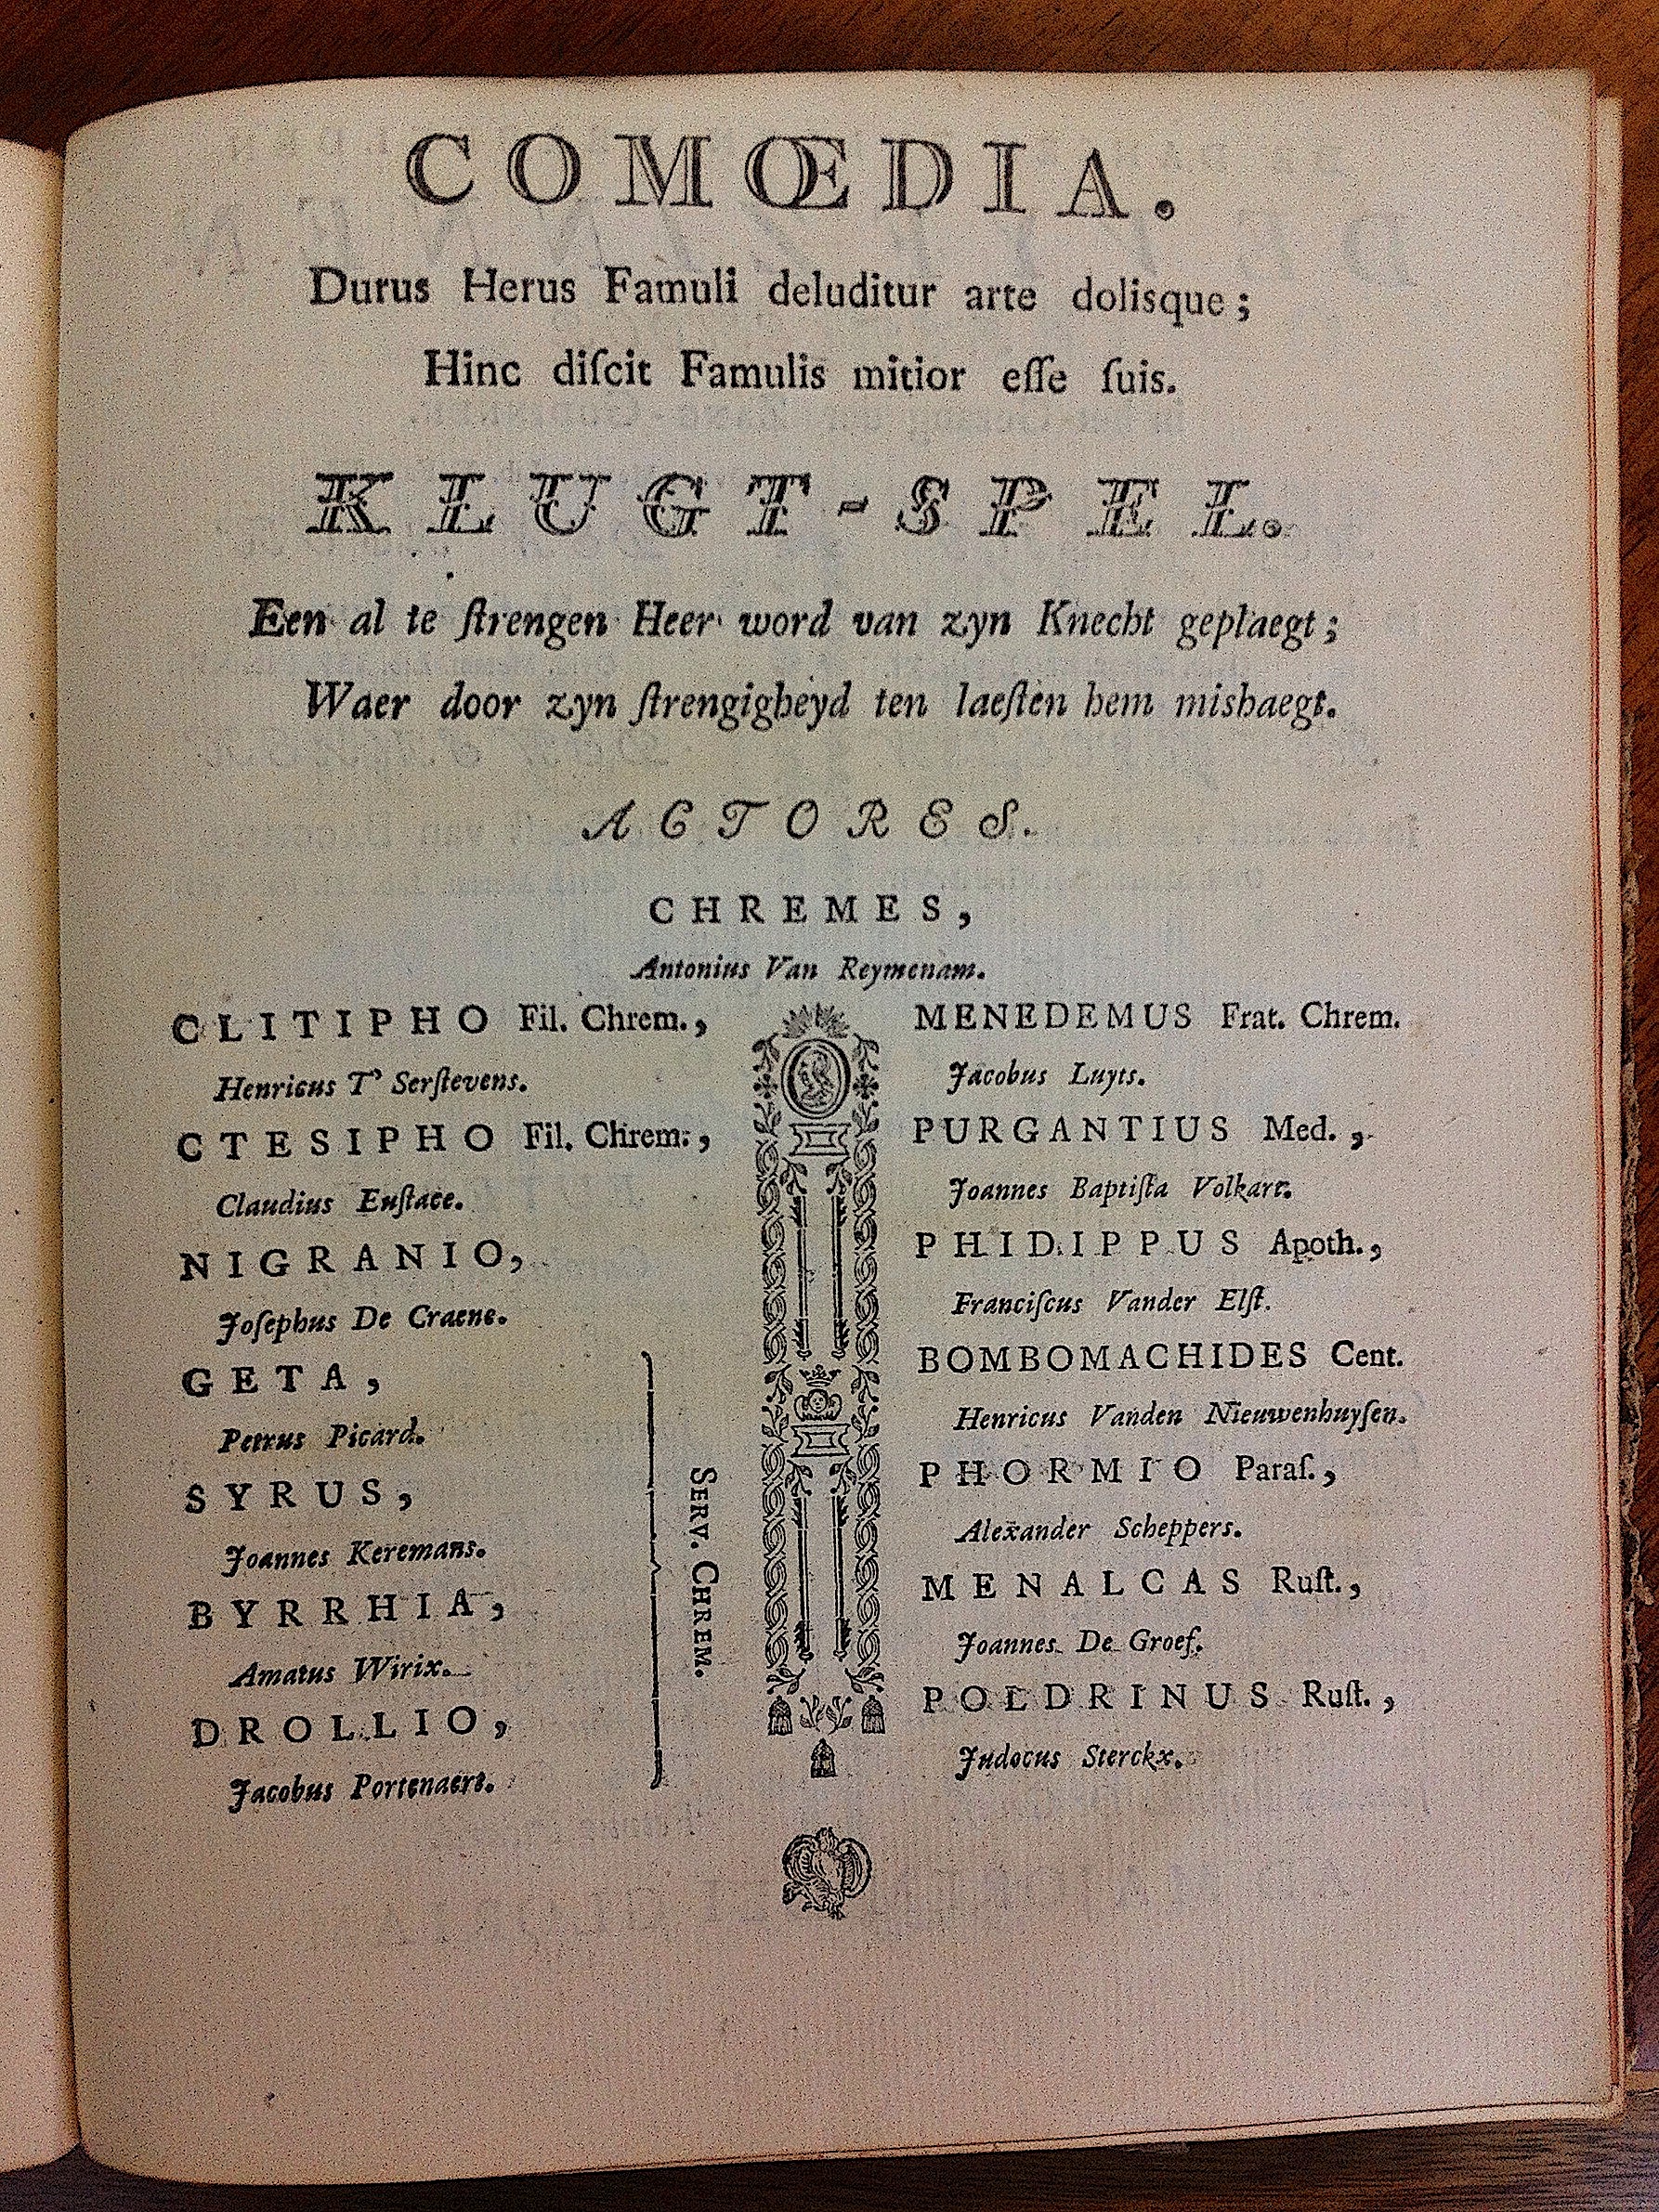 COMŒDIA.
Durus Herus Famuli deluditur arte dolisque;
Hinc diſcit Famulis mitior eſſe ſuis.
KLUGT-SPEL.
Een al te ſtrengen Heer word van zyn Knecht geplaegt;
Waer door zyn ſtrengigheyd ten laeſten hem mishaegt.
ACTORES.
CHREMES,
Antonius Van Reymenam.
CLITIPHO Fil. Chrem.,
Henricus T' Serſtevens.
CTESIPHO Fil. Chrem.,
Claudius Euſtace.
NIGRANIO,
Joſephus De Craene.
GETA,
Petrus Picard.
SYRUS,
Joannes Keremans.
BYRRHIA,
Amatus Wirix.
DROLLIO,
Jacobus Portenaert.
SERV. CHREM.
MENEDEMUS Frat. Chrem.
Jacobus Luyts.
PURGANTIUS Med.,
Joannes Baptiſta Volkart.
PHIDIPPUS Apoth.,
Franciſcus Vander Elſt.
BOMBOMACHIDES Cent.
Henricus Vanden Nieuwenhuyſen.
PHORMIO Paraſ.,
Alexander Scheppers.
MENALCAS Ruſt.,
Joannes De Groef.
POLDRINUS Ruſt.,
Judocus Sterckx.